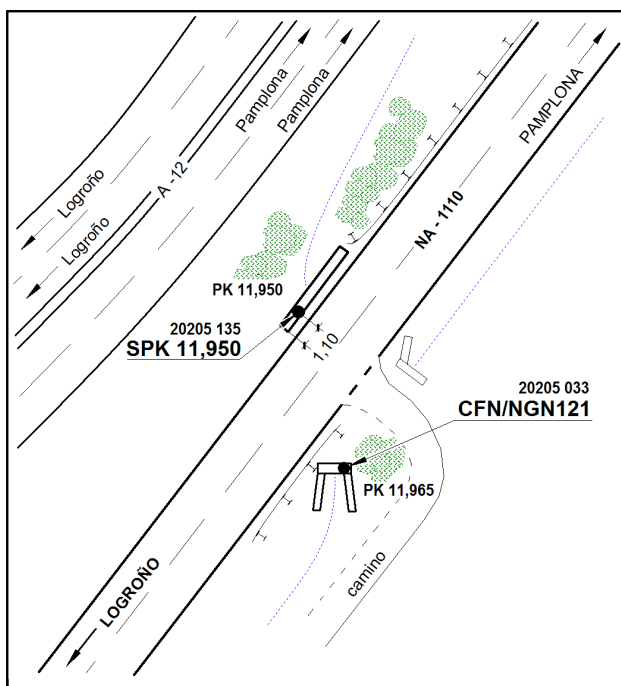 Pamplona
Pamplona
PAMPLONA
Logroño
A -12
Logroño
NA - 1110
PK 11,950
20205 135
SPK 11,950
1,10
20205 033
CFN/NGN121
PK 11,965
camino
LOGROÑO